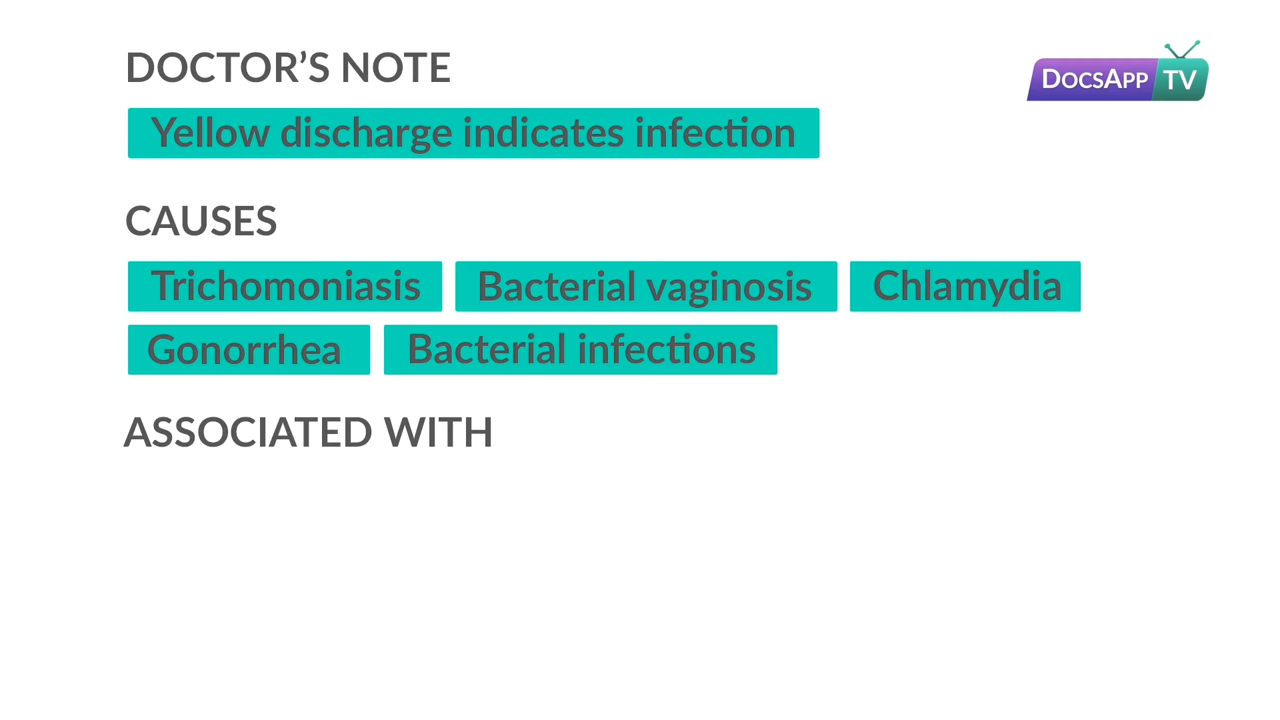 DOCTOR’S NOTE
DOCSAPP TV
Yellow discharge indicates infection
CAUSES
Trichomoniasis Bacterial vaginosis Chlamydia
Gonorrhea Bacterial infections
ASSOCIATED WITH